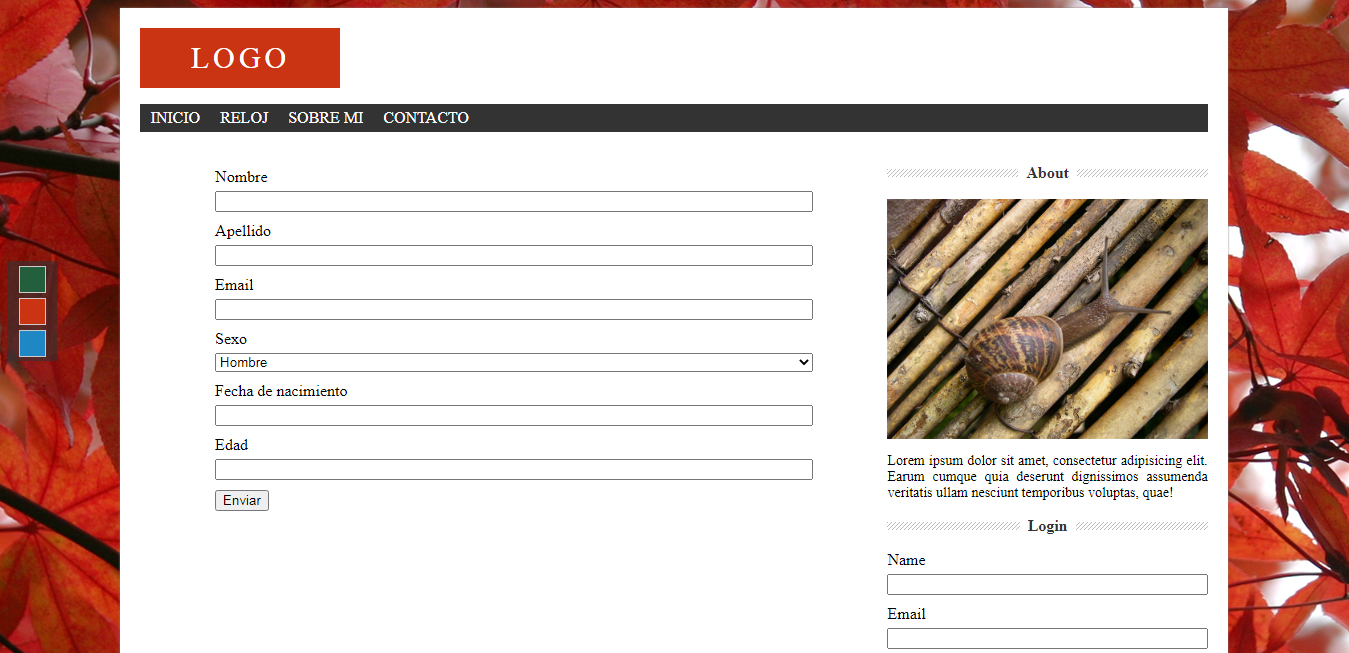 LOGO
INICIO RELOJ SOBRE MI CONTACTO
Nombre
Apellido
Email
Sexo
Hombre
Fecha de nacimiento
Edad
Enviar
About
Lorem ipsum dolor sit amet, consectetur adipisicing elit.
Earum cumque quia deserunt dignissimos assumenda
veritatis ullam nesciunt temporibus voluptas, quae!
Login
Name
Email